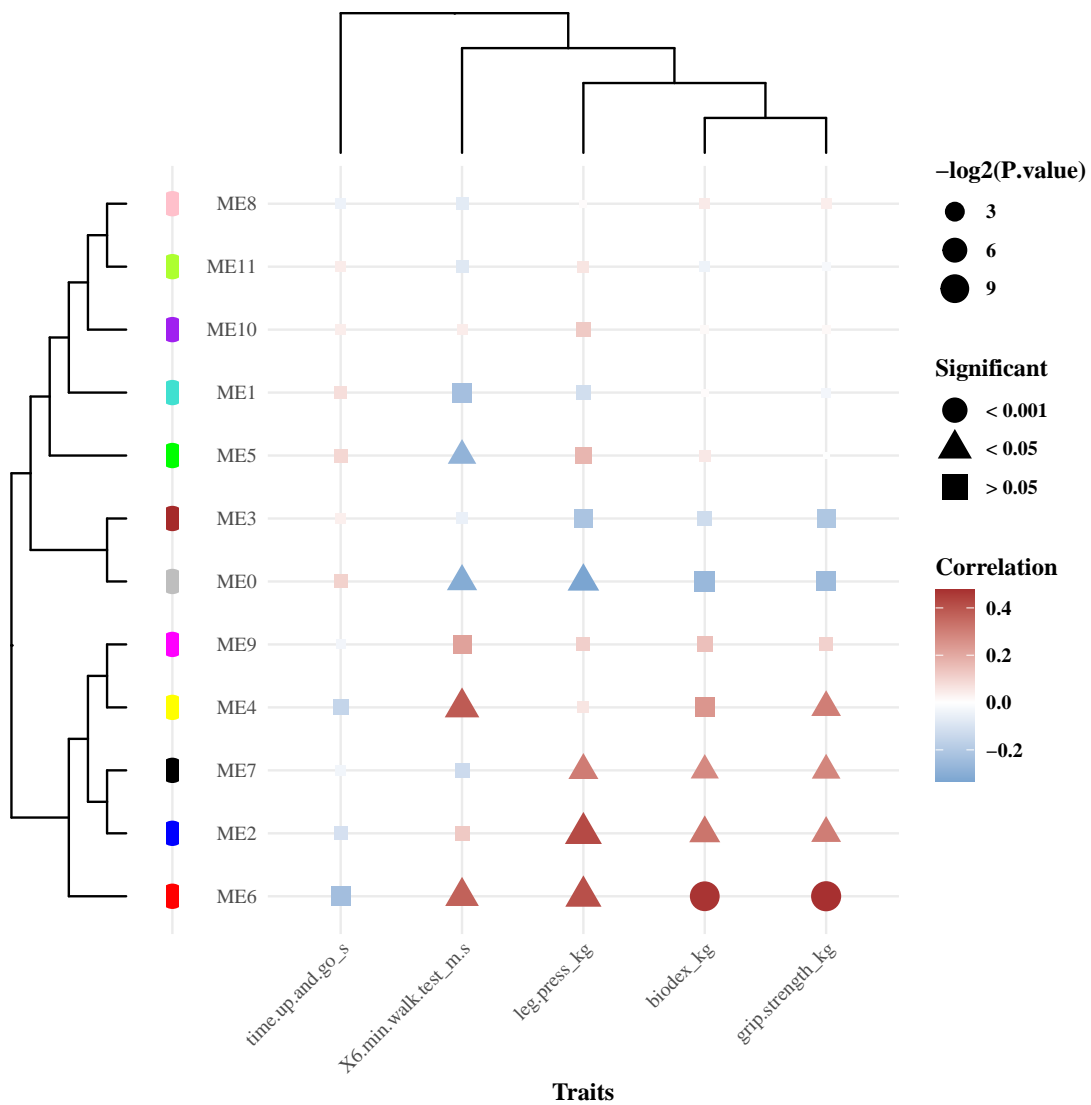 −log2(P.value)
3
6
9
Significant
< 0.001
< 0.05
> 0.05
Correlation
0.4
0.2
0.0
−0.2
ME8
ME11
ME10
ME1
ME5
ME3
ME0
ME9
ME4
ME7
ME2
ME6
time.up.and.go_s
X6.min.walk.test_m.s
leg.press_kg
biodex_kg
grip.strength_kg
Traits